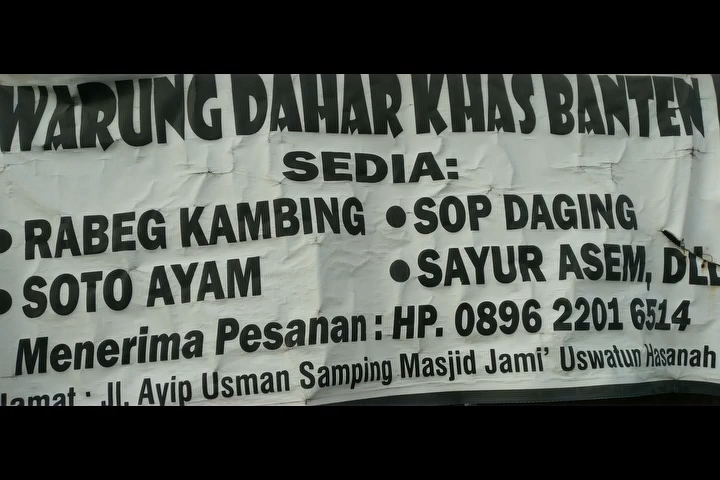 WARUNG DAHAR KHAS BANTEN
SEDIA:
• RABEG KAMBING • SOP DAGING
• SOTO AYAM • SAYUR ASEM, DLL
Menerima Pesanan : HP. 0896 2201 6514
Alamat : Jl. Ayip Usman Samping Masjid Jami' Uswatun Hasanah